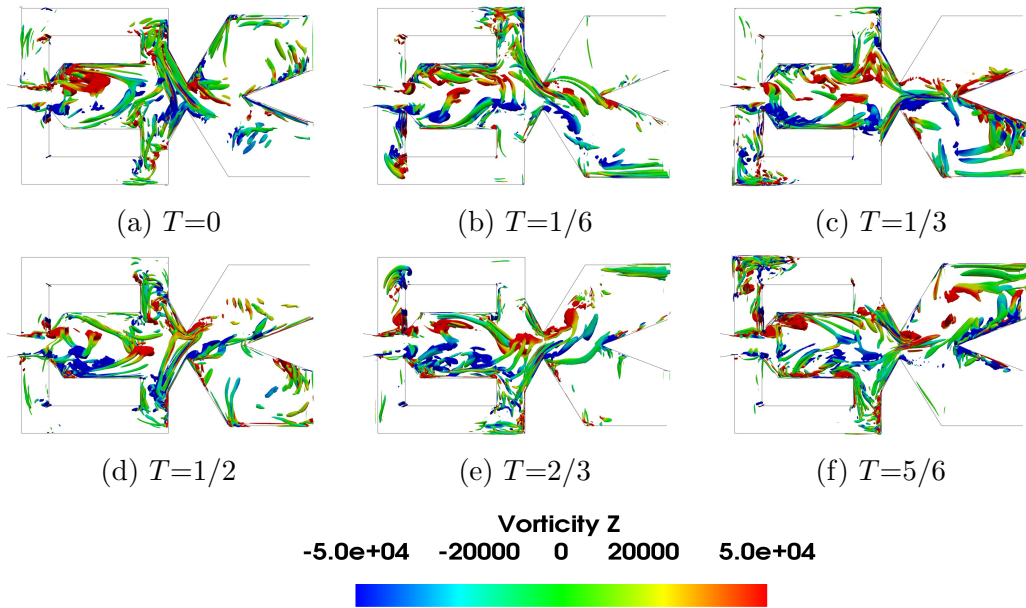 (a) T=0
(b) T=1/6
(c) T=1/3
(d) T=1/2
(e) T=2/3
(f) T=5/6
Vorticity Z
-5.0e+04 -20000 0 20000 5.0e+04